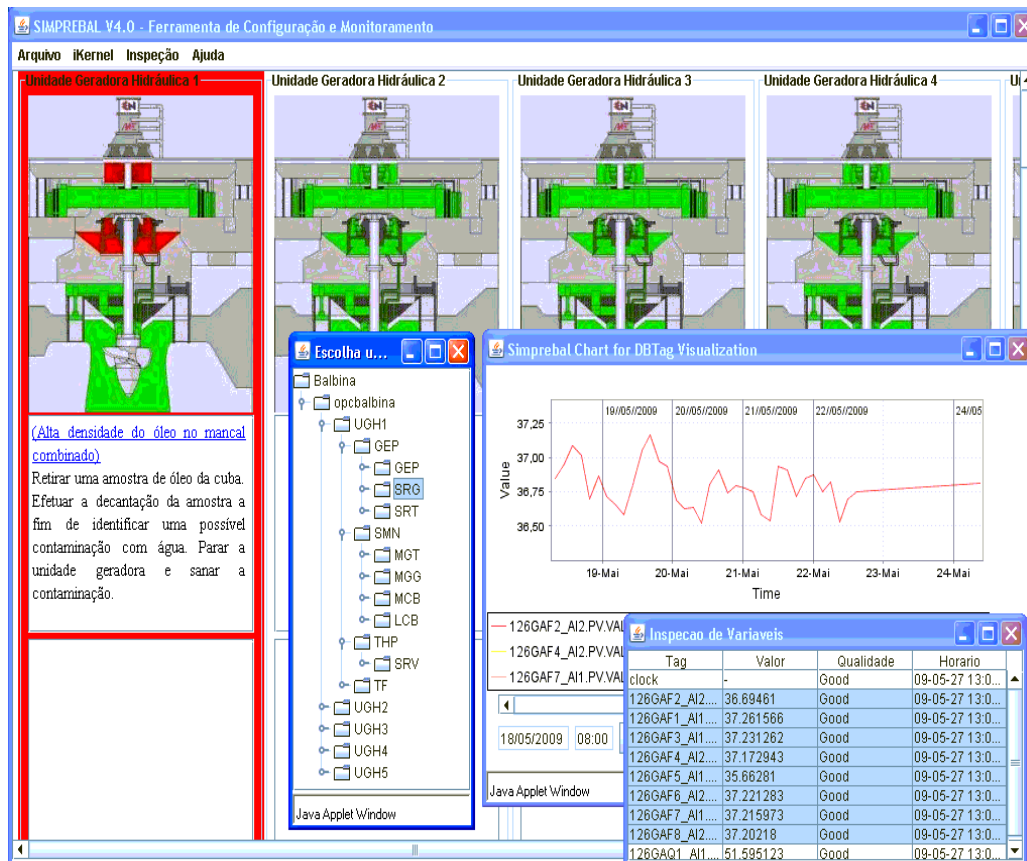 SIMPREBAL V4.0 - Ferramenta de Configuração e Monitoramento
Arquivo iKernel Inspeção Ajuda
Unidade Geradora Hidráulica 1
Unidade Geradora Hidráulica 2
Unidade Geradora Hidráulica 3
Unidade Geradora Hidráulica 4
(Alta densidade do óleo no mancal
combinado)
Retirar uma amostra de óleo da cuba.
Efetuar a decantação da amostra a
fim de identificar uma possível
contaminação com água. Parar a
unidade geradora e sanar a
contaminação.
Escolha u...
Balbina
opcbalbina
UGH1
GEP
GEP
SRG
SRT
SMN
MGT
MGG
MCB
LCB
THP
SRV
TF
UGH2
UGH3
UGH4
UGH5
Java Applet Window
Simprebal Chart for DBTag Visualization
19//05//2009 20//05//2009 21//05//2009 22//05//2009 24//05
37,25
37,00
36,75
36,50
Value
19-Mai 20-Mai 21-Mai 22-Mai 23-Mai 24-Mai
Time
126GAF2_AI2.PV.VAL
126GAF4_AI2.PV.VAL
126GAF7_AI1.PV.VAL
18/05/2009 08:00
Java Applet Window
Inspecao de Variaveis
Tag Valor Qualidade Horario
clock - Good 09-05-27 13:0...
126GAF2_AI2.... 36.69461 Good 09-05-27 13:0...
126GAF1_AI1.... 37.261566 Good 09-05-27 13:0...
126GAF3_AI1.... 37.231262 Good 09-05-27 13:0...
126GAF4_AI2.... 37.172943 Good 09-05-27 13:0...
126GAF5_AI1.... 35.66281 Good 09-05-27 13:0...
126GAF6_AI2.... 37.221283 Good 09-05-27 13:0...
126GAF7_AI1.... 37.215973 Good 09-05-27 13:0...
126GAF8_AI2.... 37.20218 Good 09-05-27 13:0...
126GAQ1_AI1.... 51.595123 Good 09-05-27 13:0...